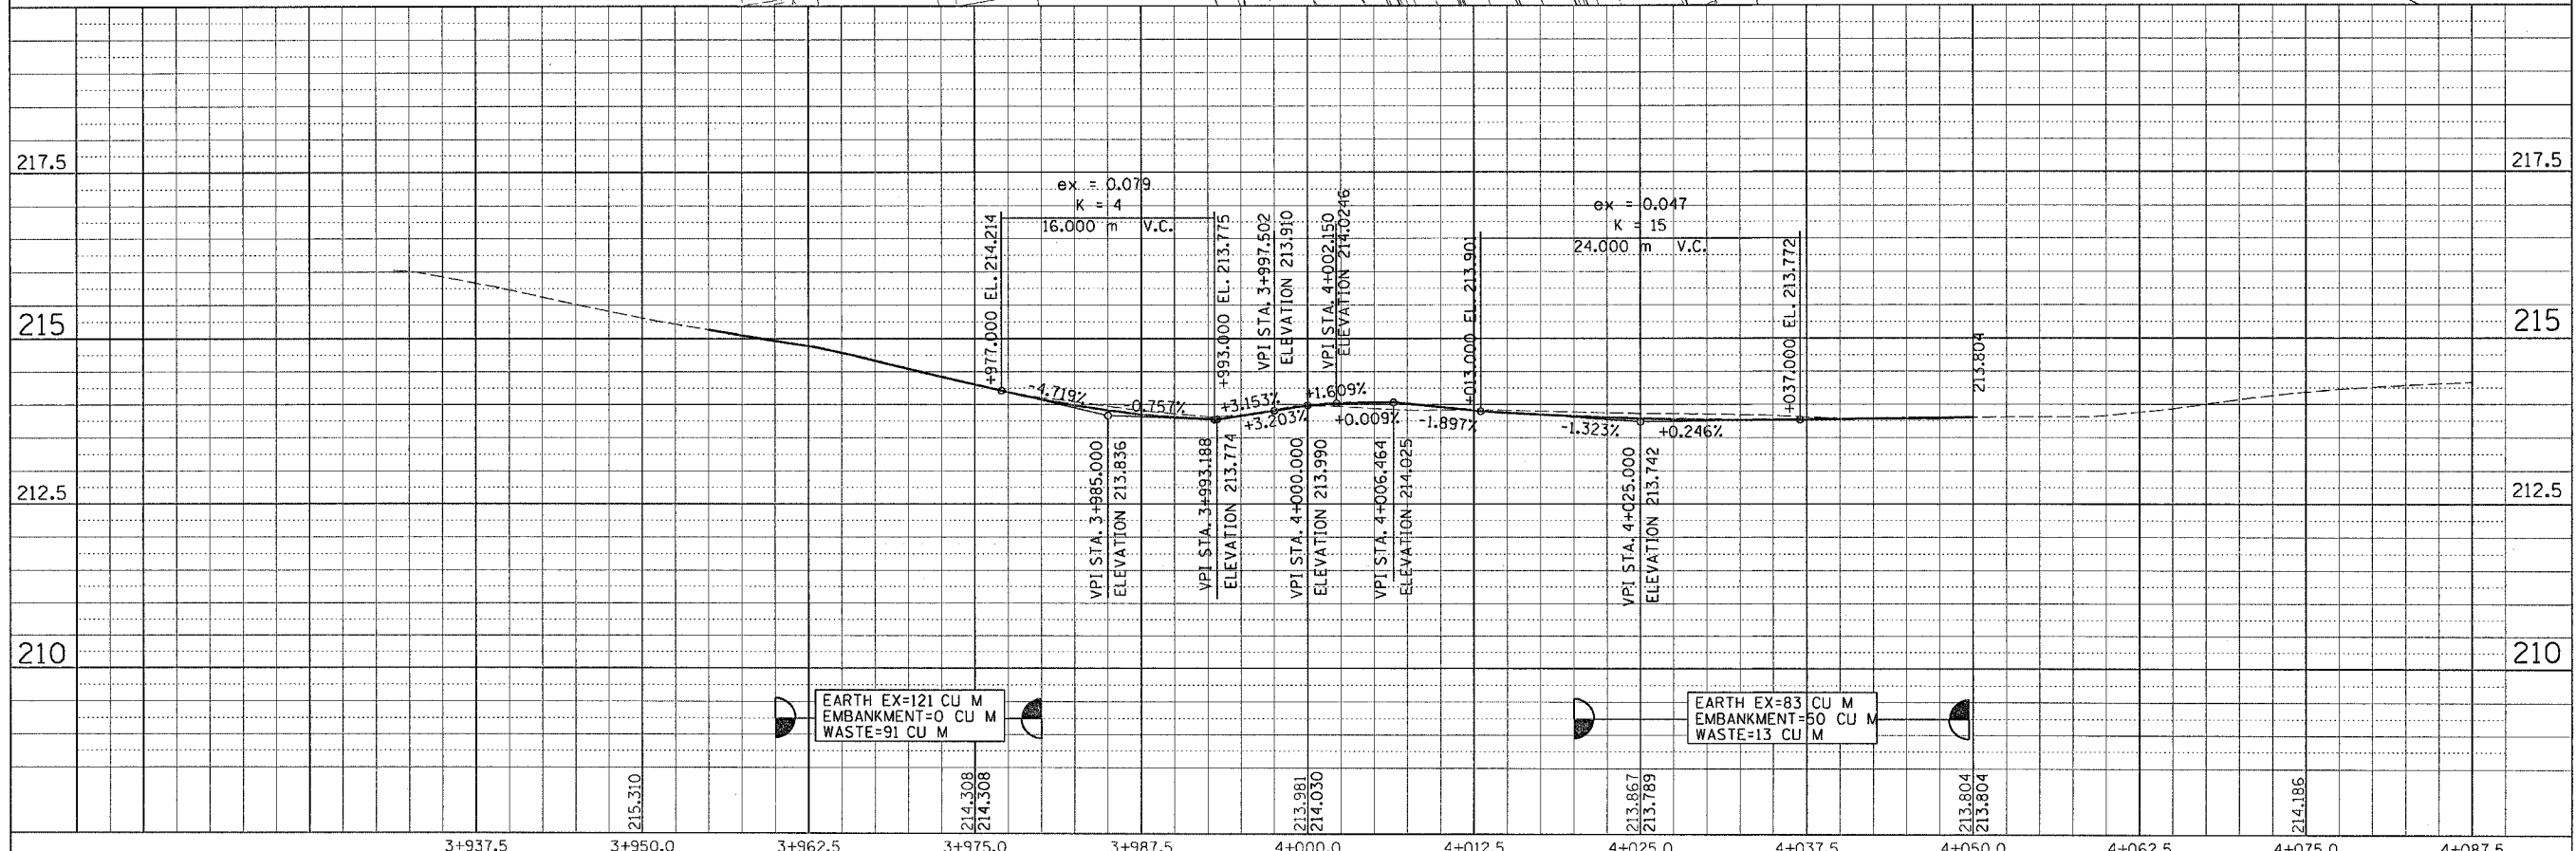 217.5
217.5
215
215
212.5
212.5
210
210
ex = 0.079
K = 4
16.000 m V.C.
+977.000 EL. 214.214
+993.000 EL. 213.775
VPI STA. 3+997.502
ELEVATION 213.910
VPI STA. 4+002.150
ELEVATION 214.0246
ex = 0.047
K = 15
24.000 m V.C.
+013.000 EL. 213.901
+037.000 EL. 213.772
213.804
-4.719%
-0.757%
+3.153%
+3.203%
+1.609%
+0.009%
-1.897%
-1.323%
+0.246%
VPI STA. 3+985.000
ELEVATION 213.836
VPI STA. 3+993.188
ELEVATION 213.774
VPI STA. 4+000.000
ELEVATION 213.990
VPI STA. 4+006.464
ELEVATION 214.025
VPI STA. 4+025.000
ELEVATION 213.742
EARTH EX=121 CU M
EMBANKMENT=0 CU M
WASTE=91 CU M
EARTH EX=83 CU M
EMBANKMENT=50 CU M
WASTE=13 CU M
215.310
214.308
214.308
213.981
214.030
213.867
213.789
213.804
213.804
214.186
3+937.5
3+950.0
3+962.5
3+975.0
3+987.5
4+000.0
4+012.5
4+025.0
4+037.5
4+050.0
4+062.5
4+075.0
4+087.5